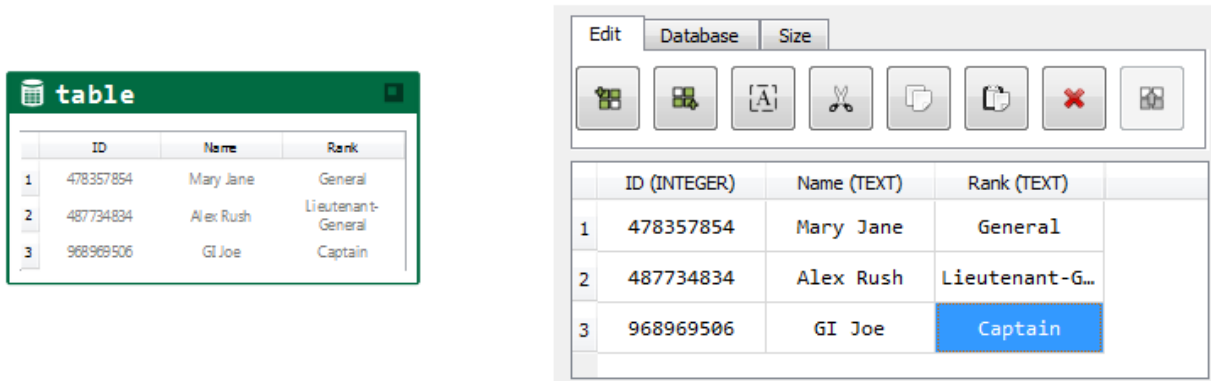 table
ID Name Rank
1 478357854 Mary Jane General
2 487734834 Alex Rush Lieutenant-
General
3 968969506 GI Joe Captain
Edit Database Size
A
ID (INTEGER) Name (TEXT) Rank (TEXT)
1 478357854 Mary Jane General
2 487734834 Alex Rush Lieutenant-G…
3 968969506 GI Joe Captain